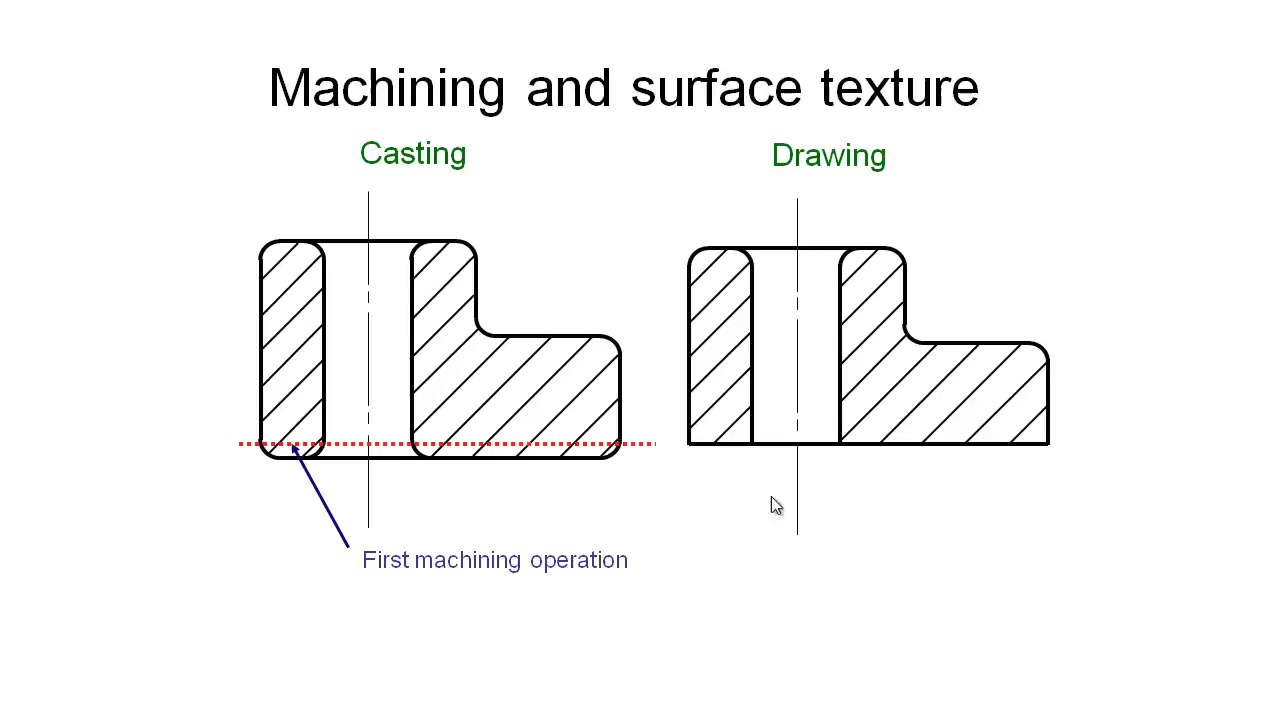 Machining and surface texture
Casting
Drawing
First machining operation